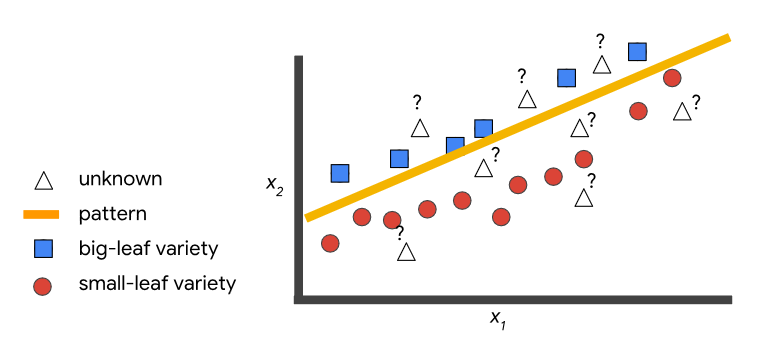 ?
?
?
?
?
?
?
?
unknown
pattern
big-leaf variety
small-leaf variety
x2
x1